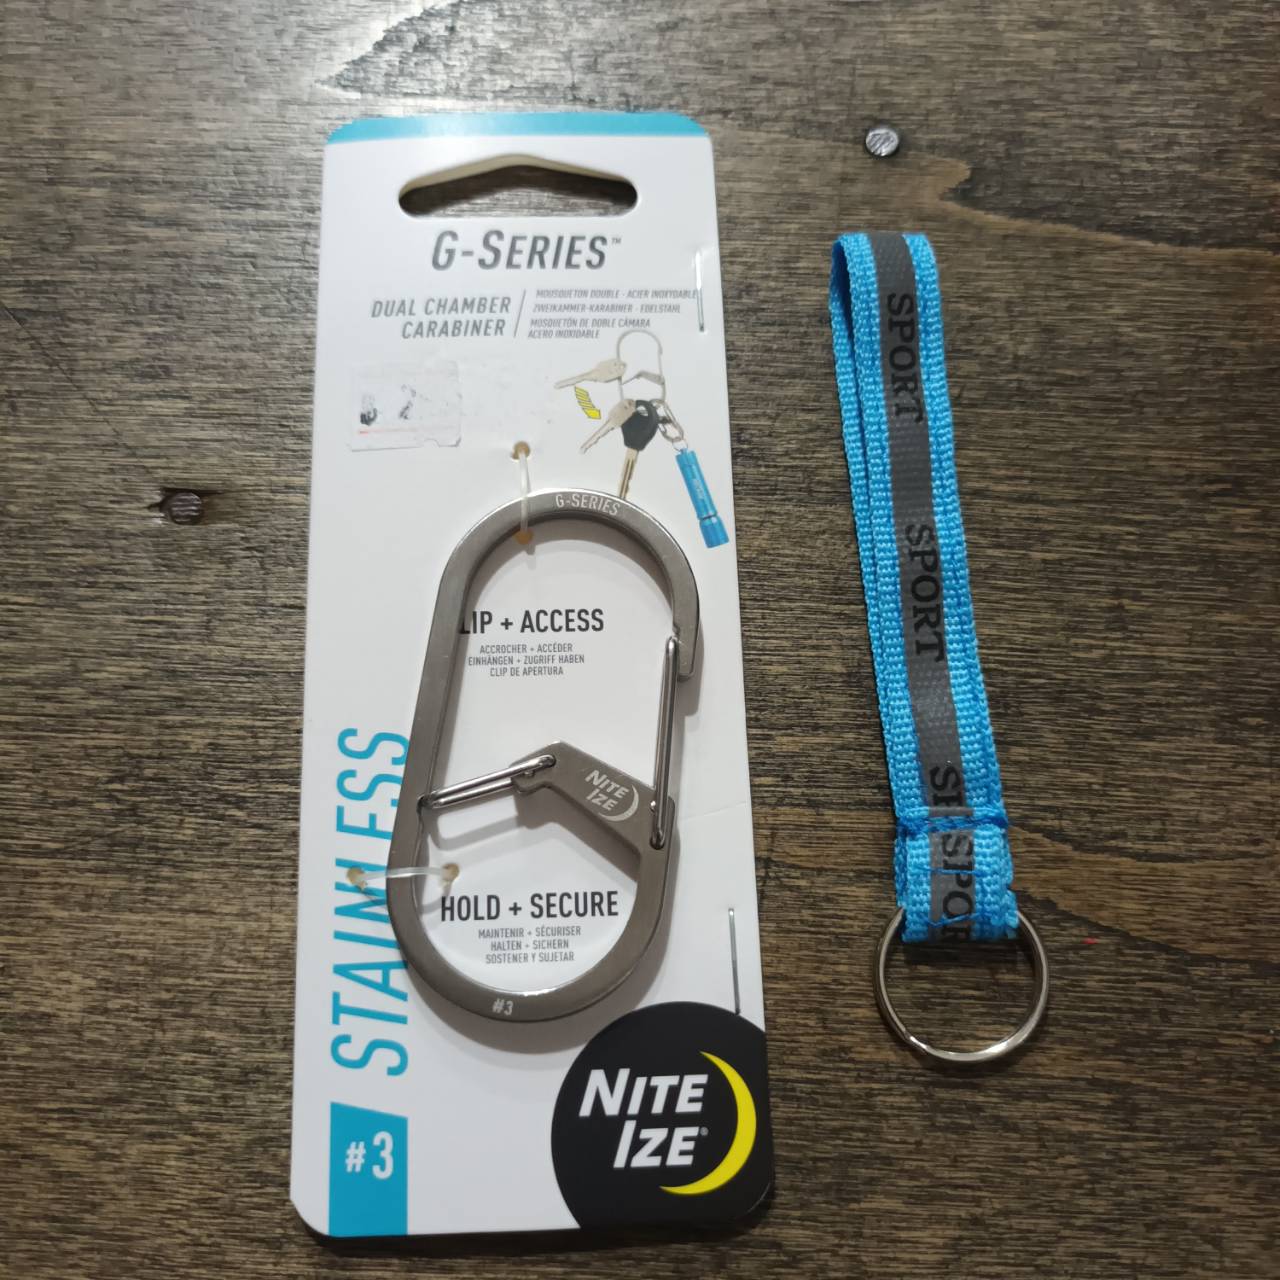 G-SERIES™
DUAL CHAMBER
CARABINER
MOUSQUETON DOUBLE - ACIER INOXYDABLE
ZWEIKAMMER-KARABINER - EDELSTAHL
MOSQUETÓN DE DOBLE CÁMARA
ACERO INOXIDABLE
G-SERIES
LIP + ACCESS
ACCROCHER + ACCÉDER
EINHÄNGEN + ZUGRIFF HABEN
CLIP DE APERTURA
STAINLESS
NITE
IZE
HOLD + SECURE
MAINTENIR + SÉCURISER
HALTEN + SICHERN
SOSTENER Y SUJETAR
#3
NITE
IZE®
#3
SPORT
SPORT
SP
SPO